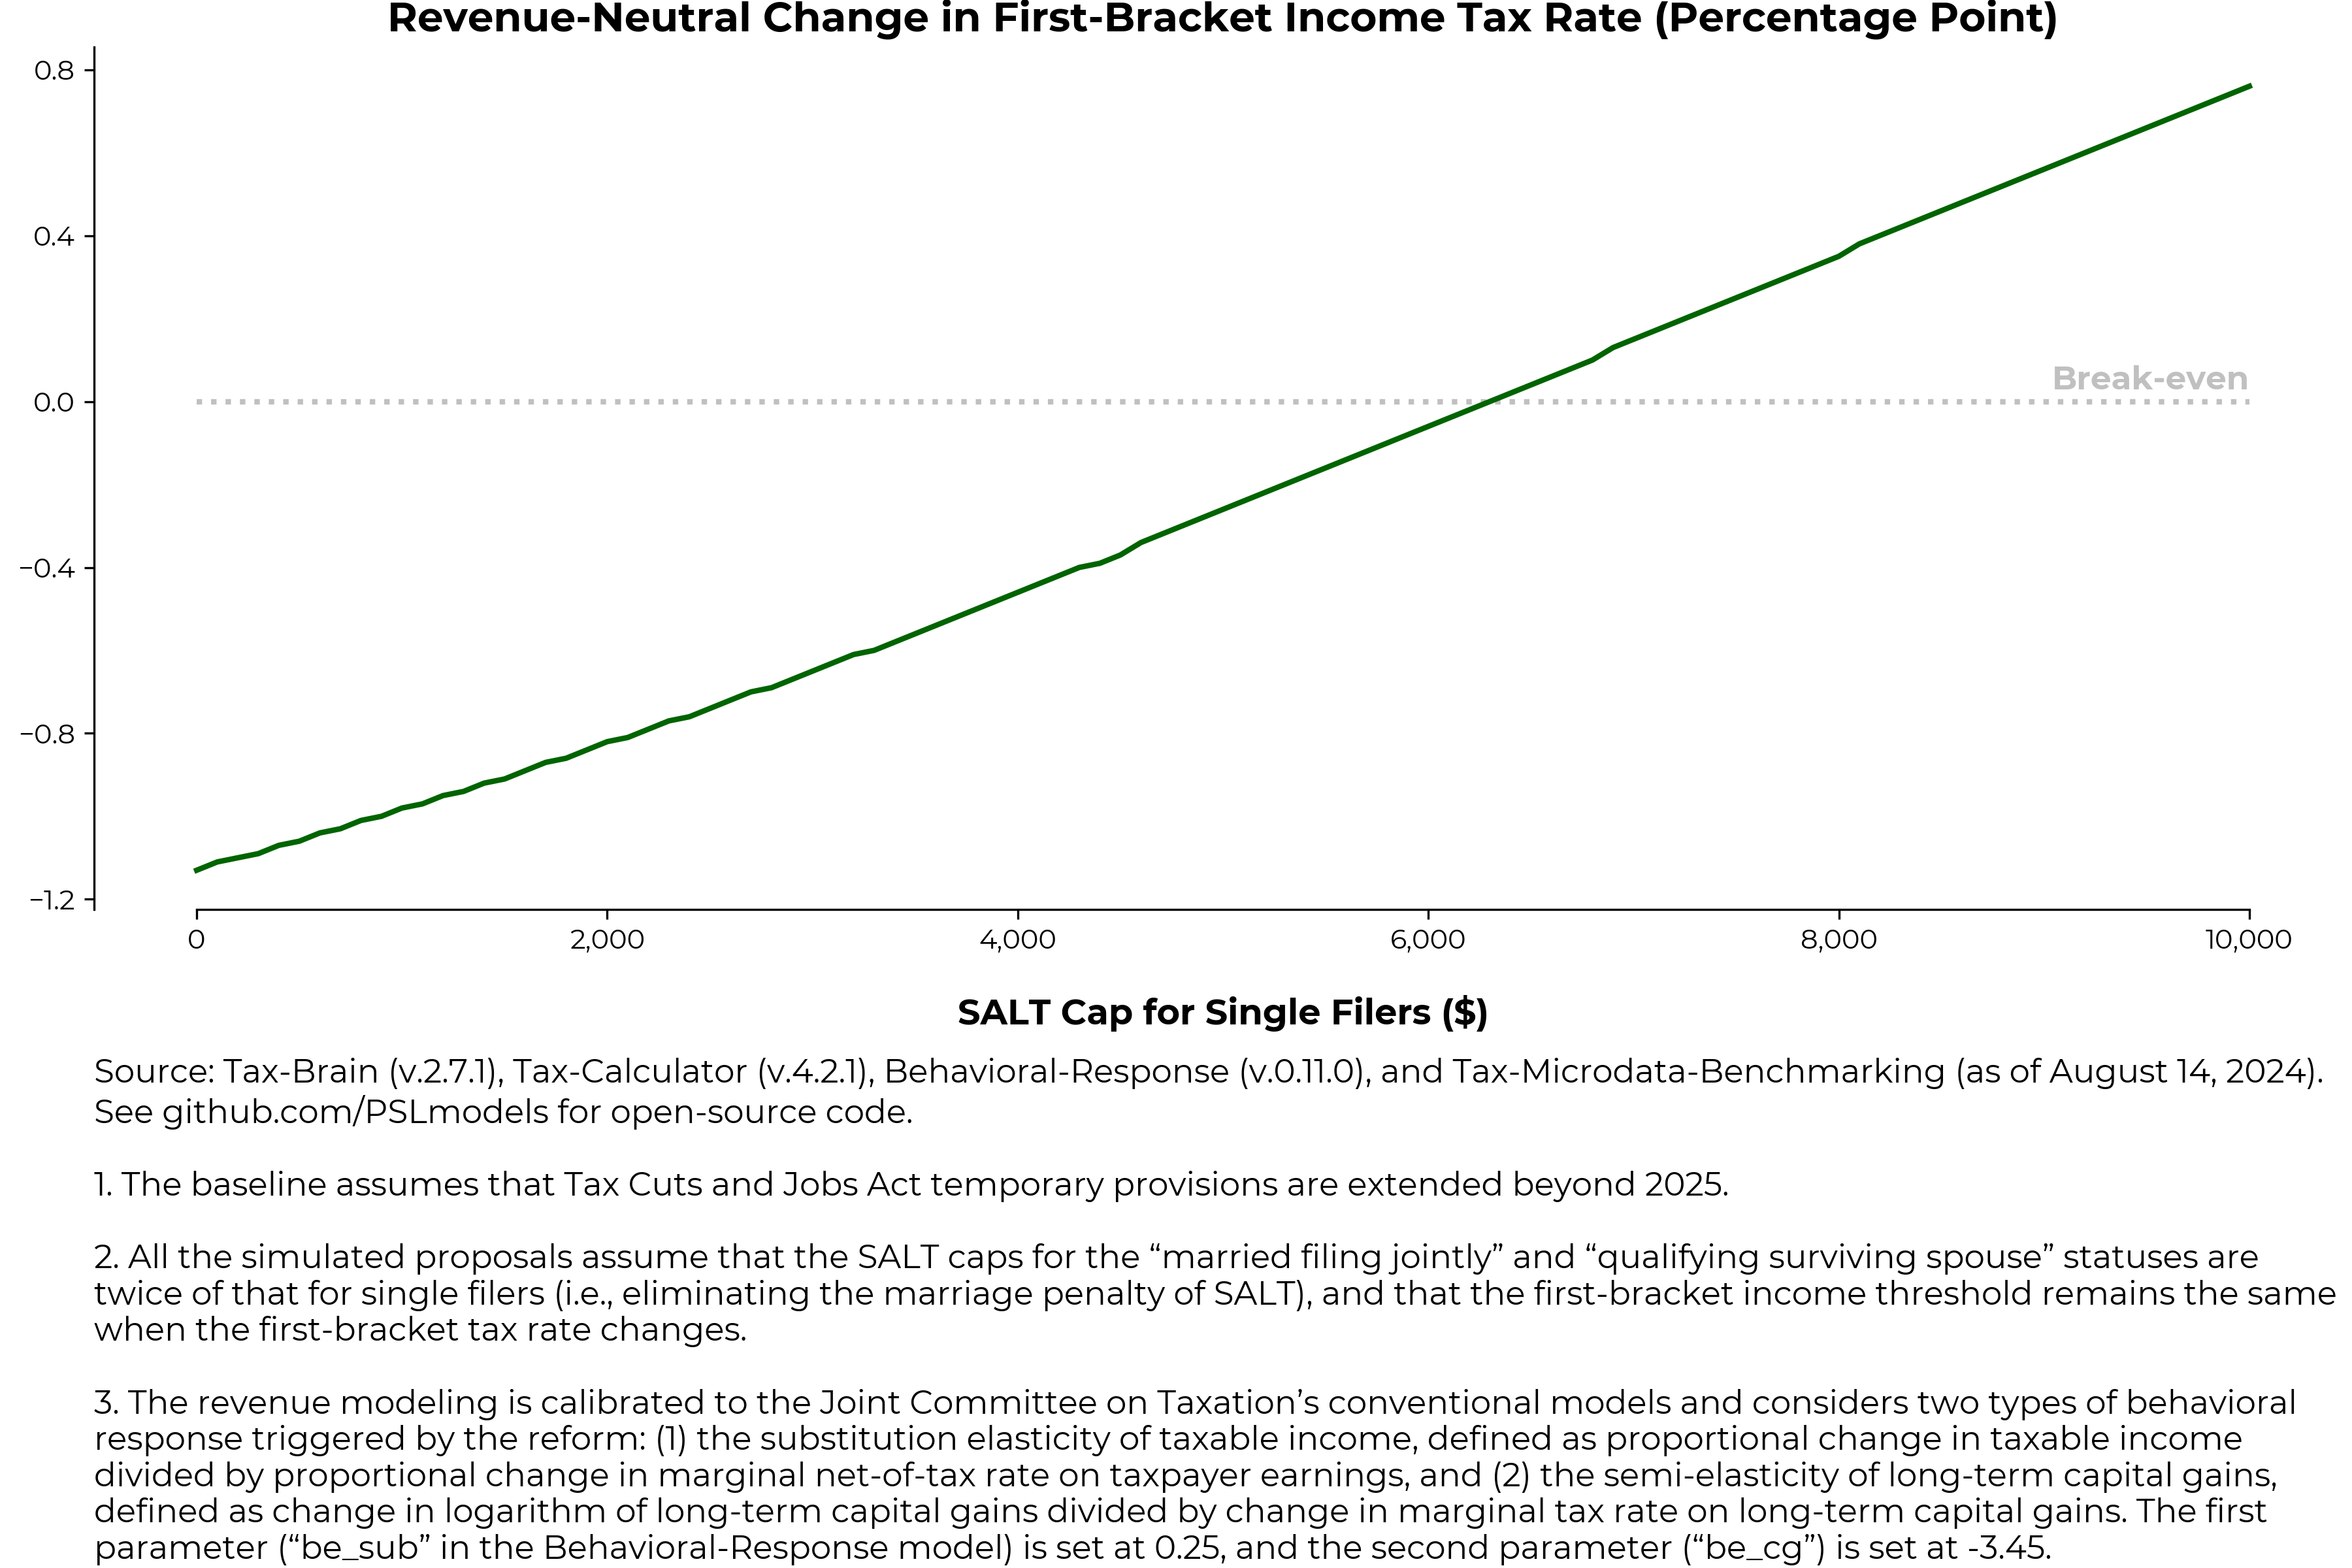 Revenue-Neutral Change in First-Bracket Income Tax Rate (Percentage Point)
0.8
0.4
0.0
−0.4
−0.8
−1.2
Break-even
0
2,000
4,000
6,000
8,000
10,000
SALT Cap for Single Filers ($)
Source: Tax-Brain (v.2.7.1), Tax-Calculator (v.4.2.1), Behavioral-Response (v.0.11.0), and Tax-Microdata-Benchmarking (as of August 14, 2024).
See github.com/PSLmodels for open-source code.
1. The baseline assumes that Tax Cuts and Jobs Act temporary provisions are extended beyond 2025.
2. All the simulated proposals assume that the SALT caps for the “married filing jointly” and “qualifying surviving spouse” statuses are
twice of that for single filers (i.e., eliminating the marriage penalty of SALT), and that the first-bracket income threshold remains the same
when the first-bracket tax rate changes.
3. The revenue modeling is calibrated to the Joint Committee on Taxation’s conventional models and considers two types of behavioral
response triggered by the reform: (1) the substitution elasticity of taxable income, defined as proportional change in taxable income
divided by proportional change in marginal net-of-tax rate on taxpayer earnings, and (2) the semi-elasticity of long-term capital gains,
defined as change in logarithm of long-term capital gains divided by change in marginal tax rate on long-term capital gains. The first
parameter (“be_sub” in the Behavioral-Response model) is set at 0.25, and the second parameter (“be_cg”) is set at -3.45.